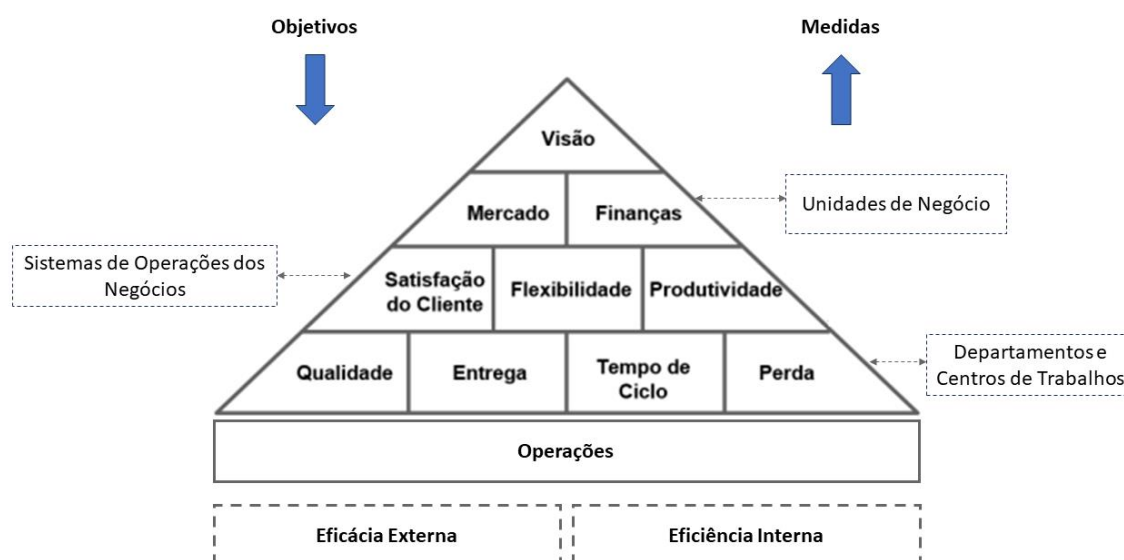 Objetivos
Medidas
Visão
Mercado
Finanças
Unidades de Negócio
Sistemas de Operações dos
Negócios
Satisfação
do Cliente
Flexibilidade
Produtividade
Qualidade
Entrega
Tempo de
Ciclo
Perda
Departamentos e
Centros de Trabalhos
Operações
Eficácia Externa
Eficiência Interna